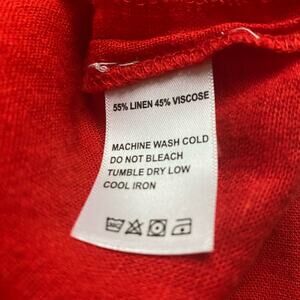 55% LINEN 45% VISCOSE
MACHINE WASH COLD
DO NOT BLEACH
TUMBLE DRY LOW
COOL IRON